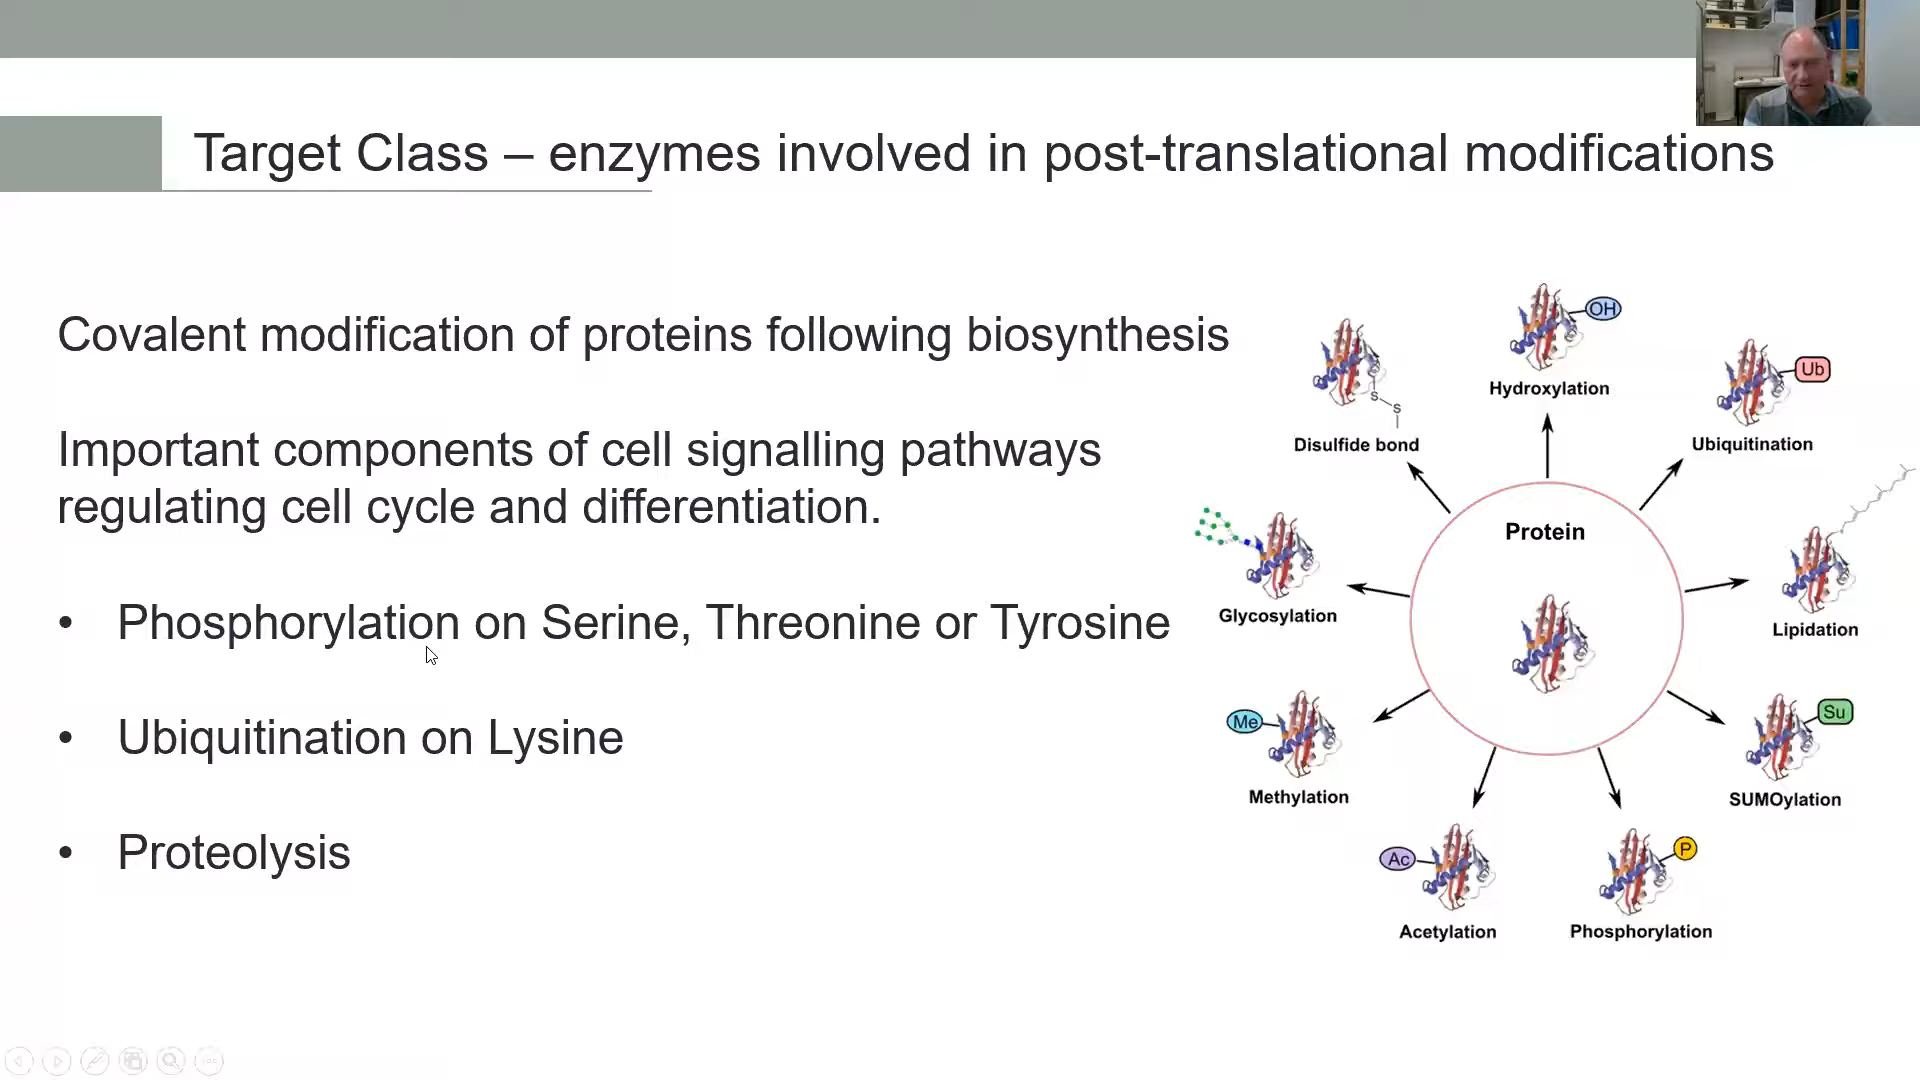 Target Class – enzymes involved in post-translational modifications
Covalent modification of proteins following biosynthesis
Important components of cell signalling pathways
regulating cell cycle and differentiation.
• Phosphorylation on Serine, Threonine or Tyrosine
• Ubiquitination on Lysine
• Proteolysis
OH
Hydroxylation
S
S
Disulfide bond
Ub
Ubiquitination
Protein
Glycosylation
Lipidation
Me
Methylation
Su
SUMOylation
Ac
Acetylation
P
Phosphorylation